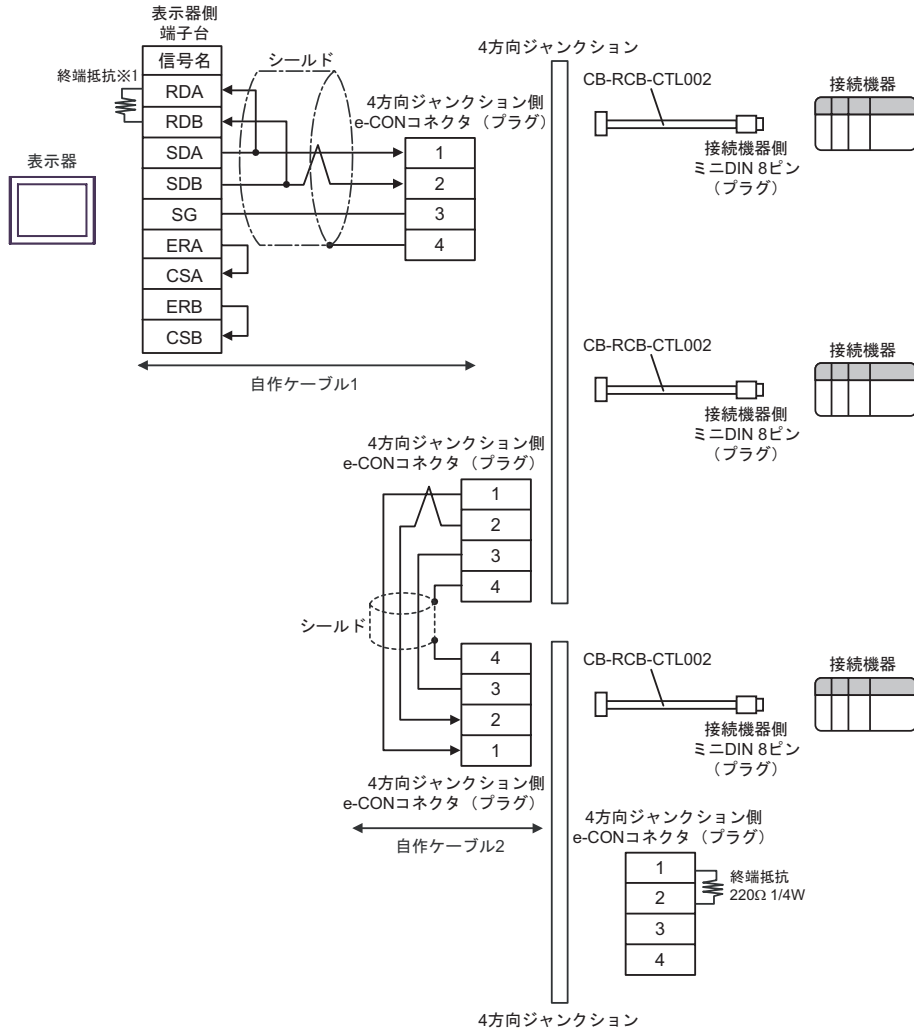 表示器側
端子台
信号名
終端抵抗※1
RDA
RDB
SDA
SDB
SG
ERA
CSA
ERB
CSB
表示器
シールド
4方向ジャンクション側
e-CONコネクタ（プラグ）
1
2
3
4
自作ケーブル1
4方向ジャンクション
CB-RCB-CTL002
接続機器側
ミニDIN 8ピン
（プラグ）
接続機器
CB-RCB-CTL002
接続機器側
ミニDIN 8ピン
（プラグ）
接続機器
4方向ジャンクション側
e-CONコネクタ（プラグ）
1
2
3
4
シールド
4
3
2
1
4方向ジャンクション側
e-CONコネクタ（プラグ）
自作ケーブル2
CB-RCB-CTL002
接続機器側
ミニDIN 8ピン
（プラグ）
接続機器
4方向ジャンクション側
e-CONコネクタ（プラグ）
1
2
3
4
終端抵抗
220Ω 1/4W
4方向ジャンクション